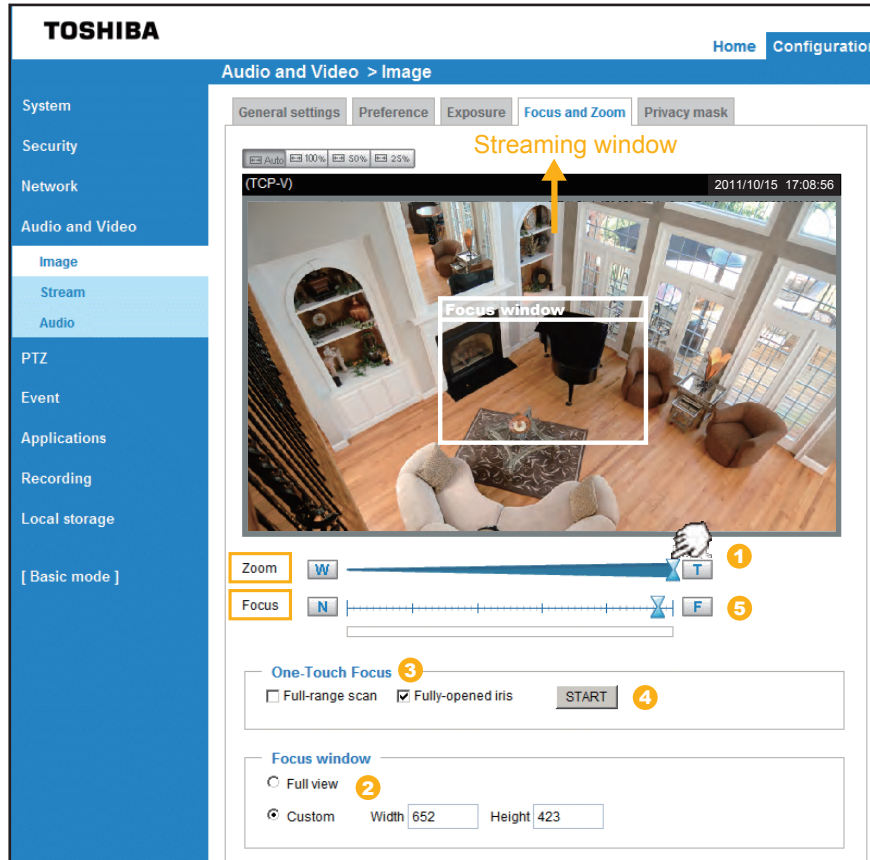 TOSHIBA
Home Configuration
Audio and Video > Image
System
Security
Network
Audio and Video
Image
Stream
Audio
PTZ
Event
Applications
Recording
Local storage
[ Basic mode ]
General settings Preference Exposure Focus and Zoom Privacy mask
Streaming window
Auto 100% 50% 25%
(TCP-V) 2011/10/15 17:08:56
Focus window
1
Zoom W T
Focus N F 5
One-Touch Focus 3
Full-range scan Fully-opened iris START 4
Focus window
Full view 2
Custom Width 652 Height 423